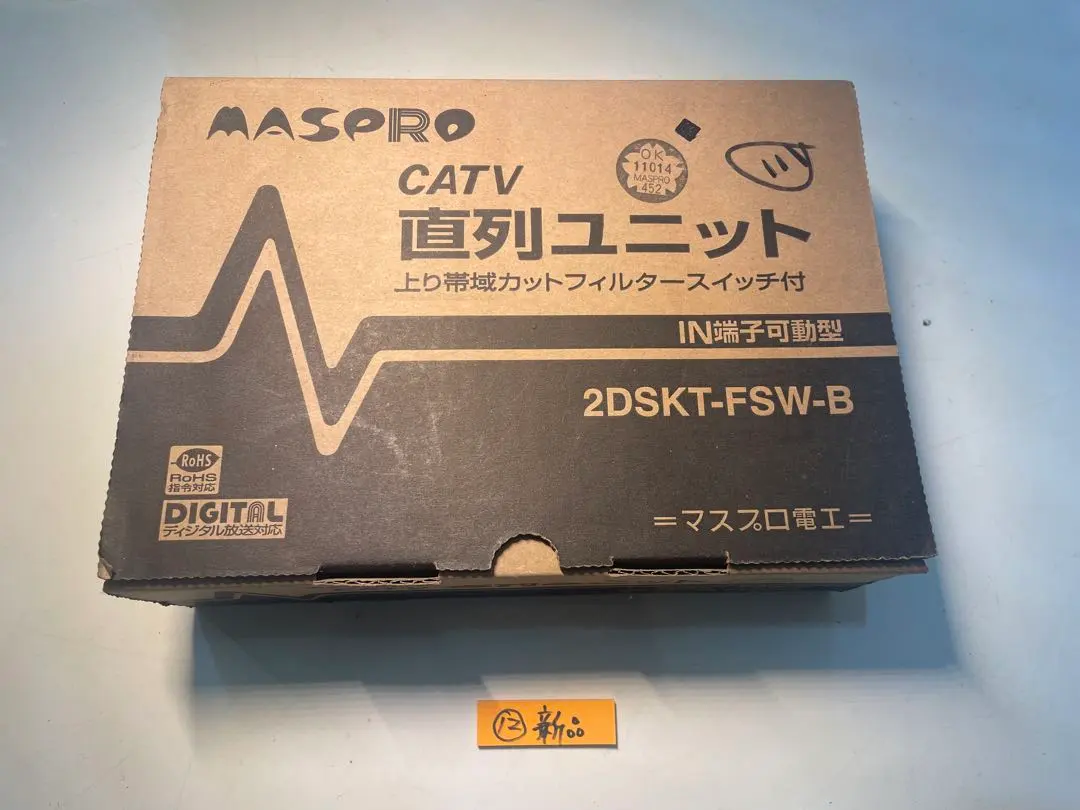 MASPRO
CATV
直列ユニット
上り帯域カットフィルタースイッチ付
OK
11014
MASPRO
452
IN端子可動型
2DSKT-FSW-B
RoHS
RoHS
指令対応
DIGITAL
ディジタル放送対応
=マスプロ電工=
⑫ 新品